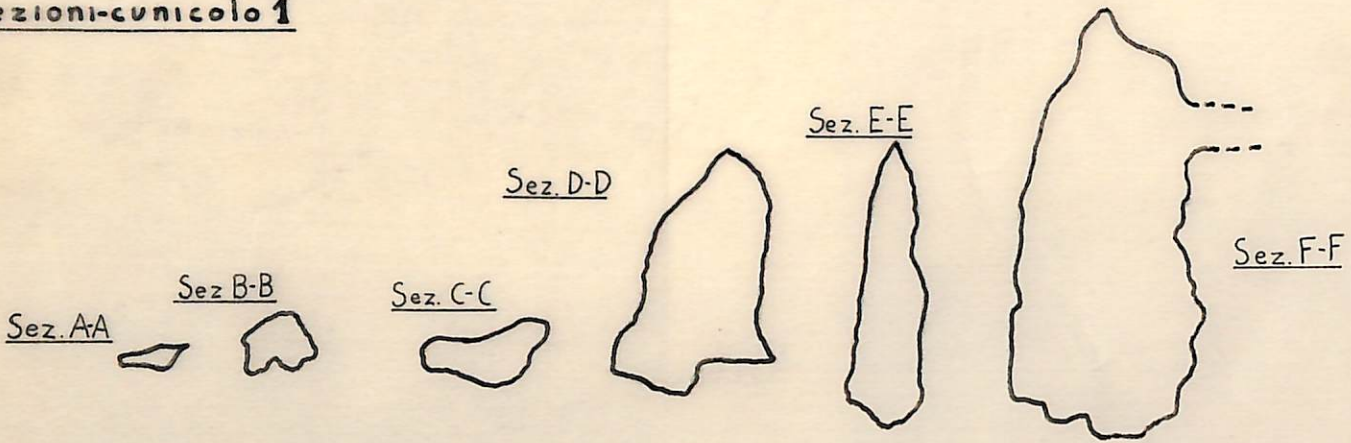 ezioni-cunicolo 1
Sez. A-A
Sez B-B
Sez. C-C
Sez. D-D
Sez. E-E
Sez. F-F